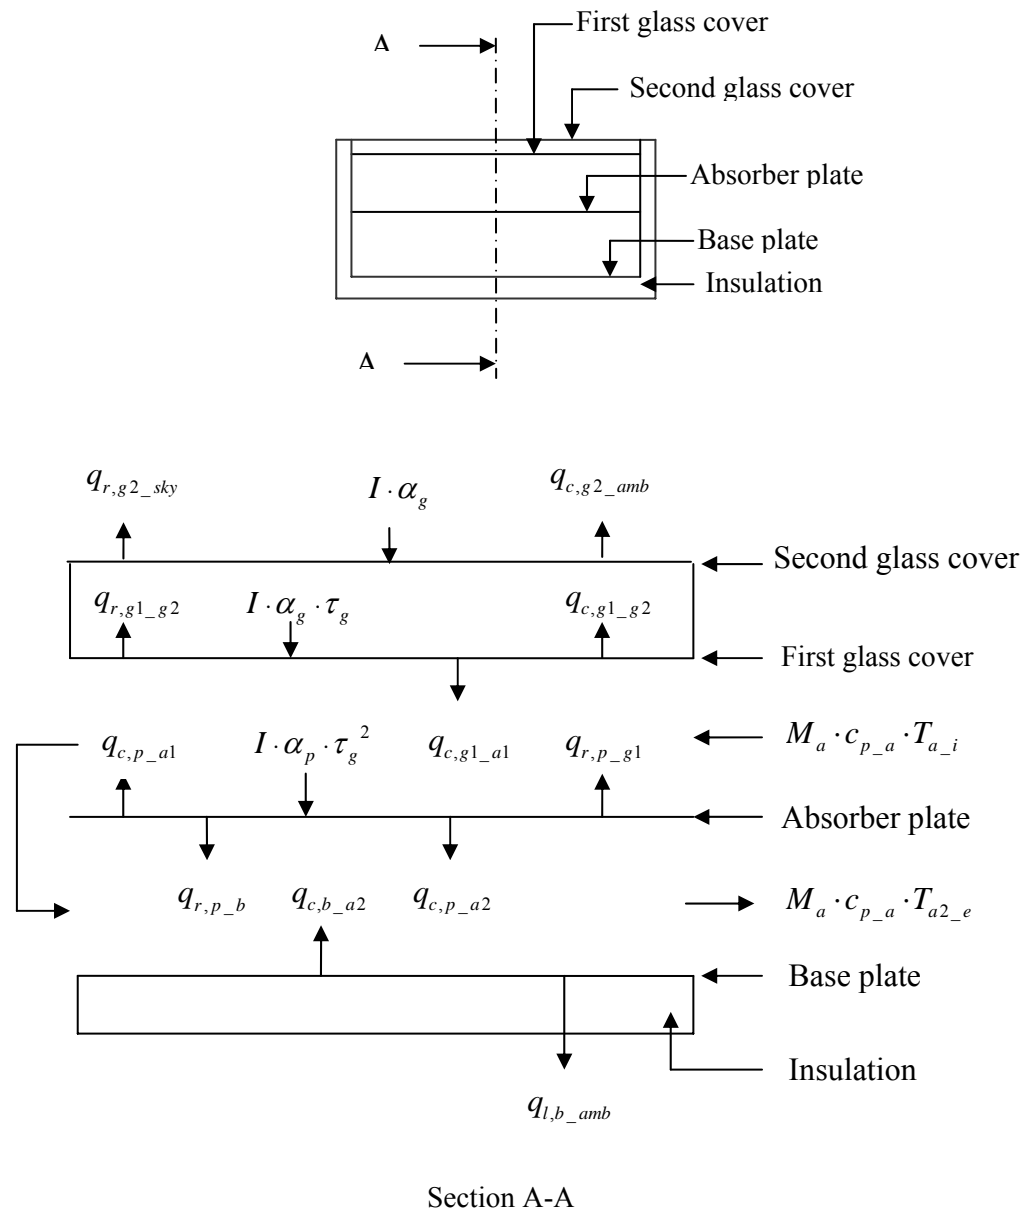 First glass cover
A
Second glass cover
Absorber plate
Base plate
Insulation
A
q_{r,g2_sky}
I · α_g
q_{c,g2_amb}
Second glass cover
q_{r,g1_g2}
I · α_g · τ_g
q_{c,g1_g2}
First glass cover
q_{c,p_a1}
I · α_p · τ_g²
q_{c,g1_a1}
q_{r,p_g1}
M_a · c_{p_a} · T_{a_i}
Absorber plate
q_{r,p_b}
q_{c,b_a2}
q_{c,p_a2}
M_a · c_{p_a} · T_{a2_e}
Base plate
Insulation
q_{l,b_amb}
Section A-A